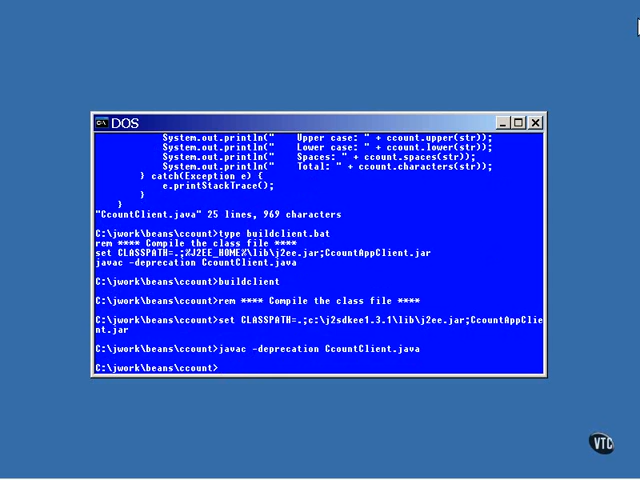 DOS
System.out.println("    Upper case: " + ccount.upper(str));
System.out.println("    Lower case: " + ccount.lower(str));
System.out.println("    Spaces: " + ccount.spaces(str));
System.out.println("    Total: " + ccount.characters(str));
} catch(Exception e) {
e.printStackTrace();
}
}
"CcountClient.java" 25 lines, 969 characters
C:\jwork\beans\ccount>type buildclient.bat
rem **** Compile the class file ****
set CLASSPATH=.;%J2EE_HOME%\lib\j2ee.jar;CcountAppClient.jar
javac -deprecation CcountClient.java
C:\jwork\beans\ccount>buildclient
C:\jwork\beans\ccount>rem **** Compile the class file ****
C:\jwork\beans\ccount>set CLASSPATH=.;c:\j2sdkee1.3.1\lib\j2ee.jar;CcountAppClie
nt.jar
C:\jwork\beans\ccount>javac -deprecation CcountClient.java
C:\jwork\beans\ccount>
VTC